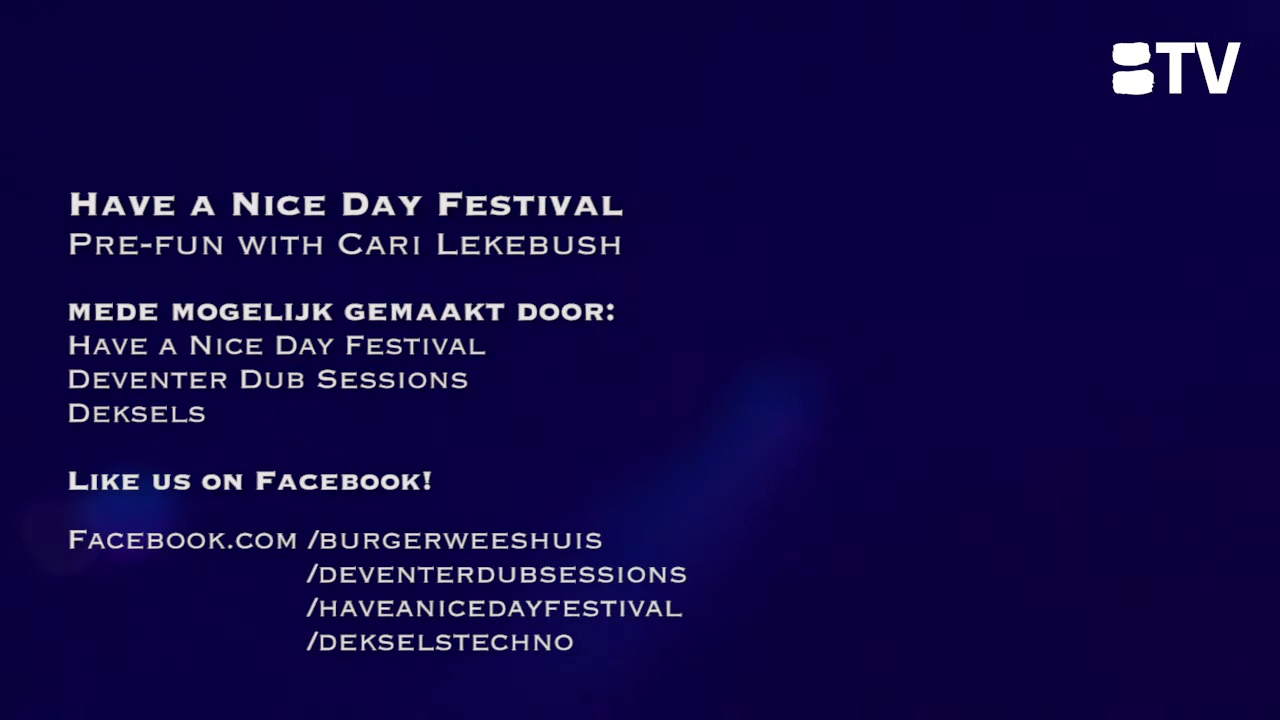 TV
Have a Nice Day Festival
Pre-fun with Cari Lekebush
mede mogelijk gemaakt door:
Have a Nice Day Festival
Deventer Dub Sessions
Deksels
Like us on Facebook!
Facebook.com /burgerweeshuis
/deventerdubsessions
/haveanicedayfestival
/dekselstechno